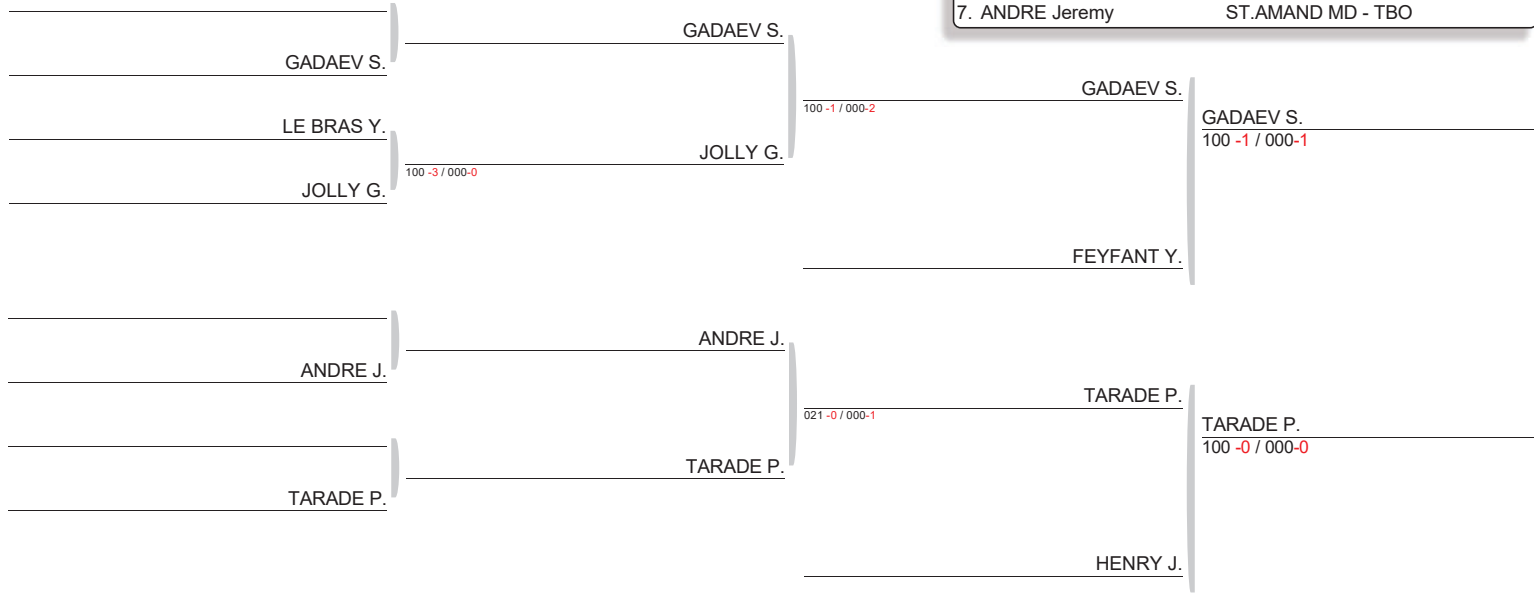 7. ANDRE Jeremy ST.AMAND MD - TBO
GADAEV S.
GADAEV S.
GADAEV S.
100 -1 / 000-2
GADAEV S.
100 -1 / 000-1
LE BRAS Y.
JOLLY G.
100 -3 / 000-0
JOLLY G.
FEYFANT Y.
ANDRE J.
ANDRE J.
TARADE P.
021 -0 / 000-1
TARADE P.
100 -0 / 000-0
TARADE P.
TARADE P.
HENRY J.